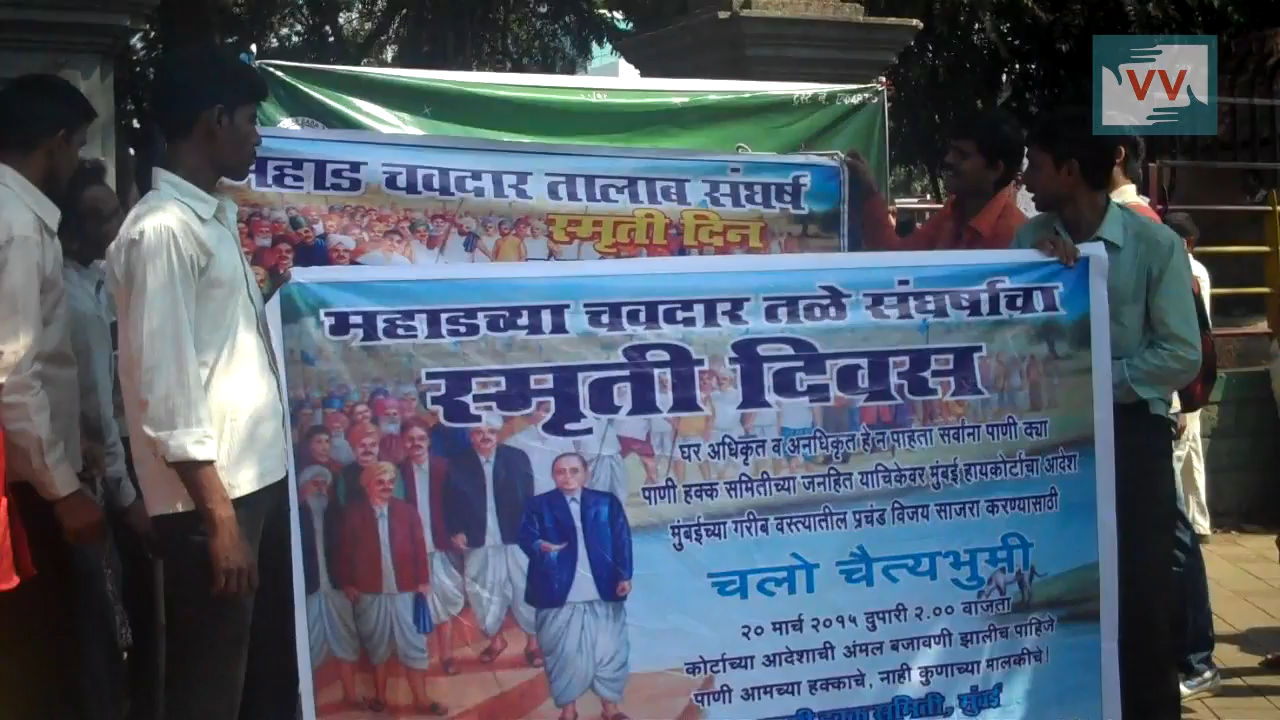 VV
महाड चवदार तालाब संघर्ष
स्मृती दिन
महाडच्या चवदार तळे संघर्षाचा
स्मृती दिवस
घर अधिकृत व अनधिकृत हे न पाहता सर्वांना पाणी द्या
पाणी हक्क समितीच्या जनहित याचिकेवर मुंबई हायकोर्टाचा आदेश
मुंबईच्या गरीब वस्त्यातील प्रचंड विजय साजरा करण्यासाठी
चलो चैत्यभुमी
२० मार्च २०१५ दुपारी २.०० वाजता
कोर्टाच्या आदेशाची अंमल बजावणी झालीच पाहिजे
पाणी आमच्या हक्काचे, नाही कुणाच्या मालकीचे!
हक्क समिती, मुंबई